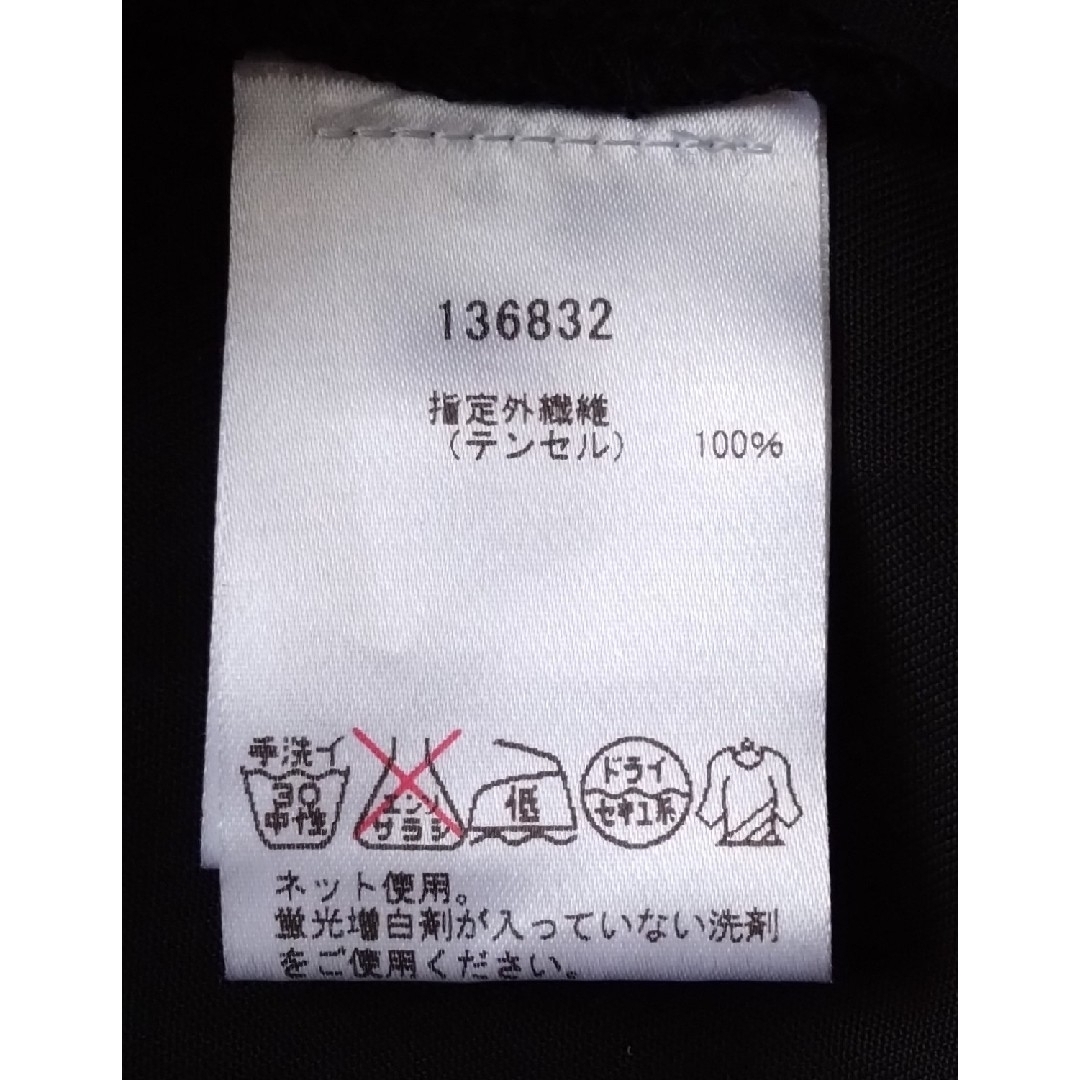 136832
指定外繊維
(テンセル) 100%
手洗イ
30
中性
エンソ
サラシ
低
ドライ
セキユ系
ネット使用。
蛍光増白剤が入っていない洗剤
をご使用ください。